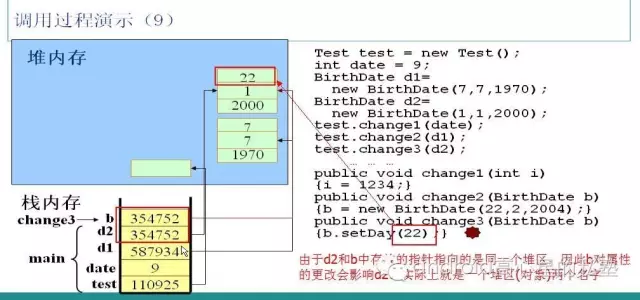 调用过程演示（9）
堆内存
22
1
2000
7
7
1970
栈内存
change3
main
b
d2
d1
date
test
354752
354752
587934
9
110925
Test test = new Test();
int date = 9;
BirthDate d1=
new BirthDate(7,7,1970);
BirthDate d2=
new BirthDate(1,1,2000);
test.change1(date);
test.change2(d1);
test.change3(d2);
… … …
public void change1(int i)
{i = 1234;}
public void change2(BirthDate b)
{b = new BirthDate(22,2,2004);}
public void change3(BirthDate b)
{b.setDay(22);}
由于d2和b中存的指针指向的是同一个堆区，因此b对属性
的更改会影响d2。实际上就是一个堆区(对象)两个名字